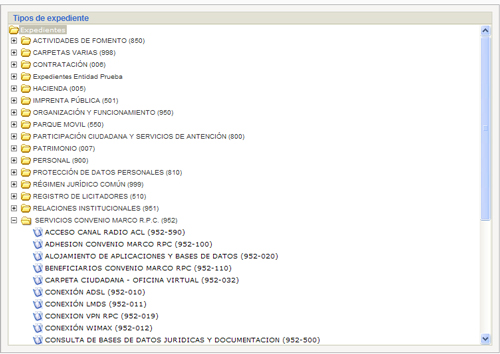 Tipos de expediente
Expedientes
ACTIVIDADES DE FOMENTO (850)
CARPETAS VARIAS (998)
CONTRATACIÓN (006)
Expedientes Entidad Prueba
HACIENDA (005)
IMPRENTA PÚBLICA (501)
ORGANIZACIÓN Y FUNCIONAMIENTO (950)
PARQUE MOVIL (550)
PARTICIPACIÓN CIUDADANA Y SERVICIOS DE ANTENCIÓN (800)
PATRIMONIO (007)
PERSONAL (900)
PROTECCIÓN DE DATOS PERSONALES (810)
RÉGIMEN JURÍDICO COMÚN (999)
REGISTRO DE LICITADORES (510)
RELACIONES INSTITUCIONALES (951)
SERVICIOS CONVENIO MARCO R.P.C. (952)
ACCESO CANAL RADIO ACL (952-590)
ADHESION CONVENIO MARCO RPC (952-100)
ALOJAMIENTO DE APLICACIONES Y BASES DE DATOS (952-020)
BENEFICIARIOS CONVENIO MARCO RPC (952-110)
CARPETA CIUDADANA - OFICINA VIRTUAL (952-032)
CONEXIÓN ADSL (952-010)
CONEXIÓN LMDS (952-011)
CONEXION VPN RPC (952-019)
CONEXIÓN WIMAX (952-012)
CONSULTA DE BASES DE DATOS JURIDICAS Y DOCUMENTACION (952-500)